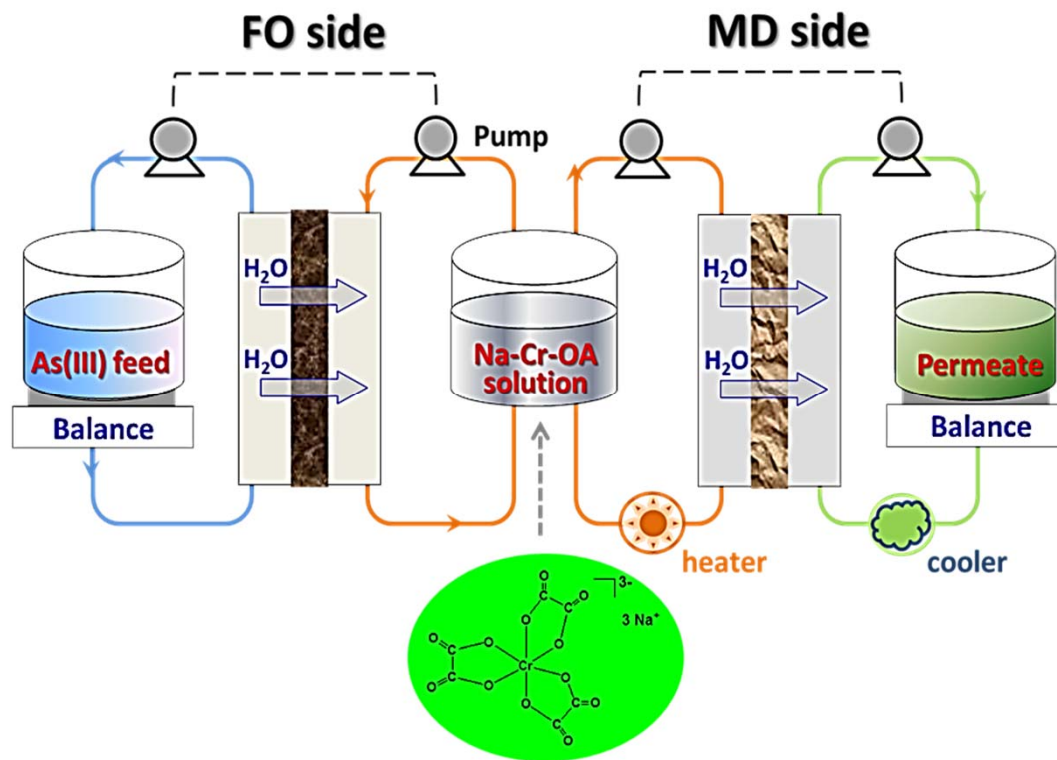 FO side
MD side
Pump
H₂O
H₂O
H₂O
H₂O
As(III) feed
Balance
Na-Cr-OA
solution
Permeate
Balance
heater
cooler
3-
3 Na⁺
O
O
C
C
O
O
O
O
C
C
O
O
Cr
O
O
C
C
O
O